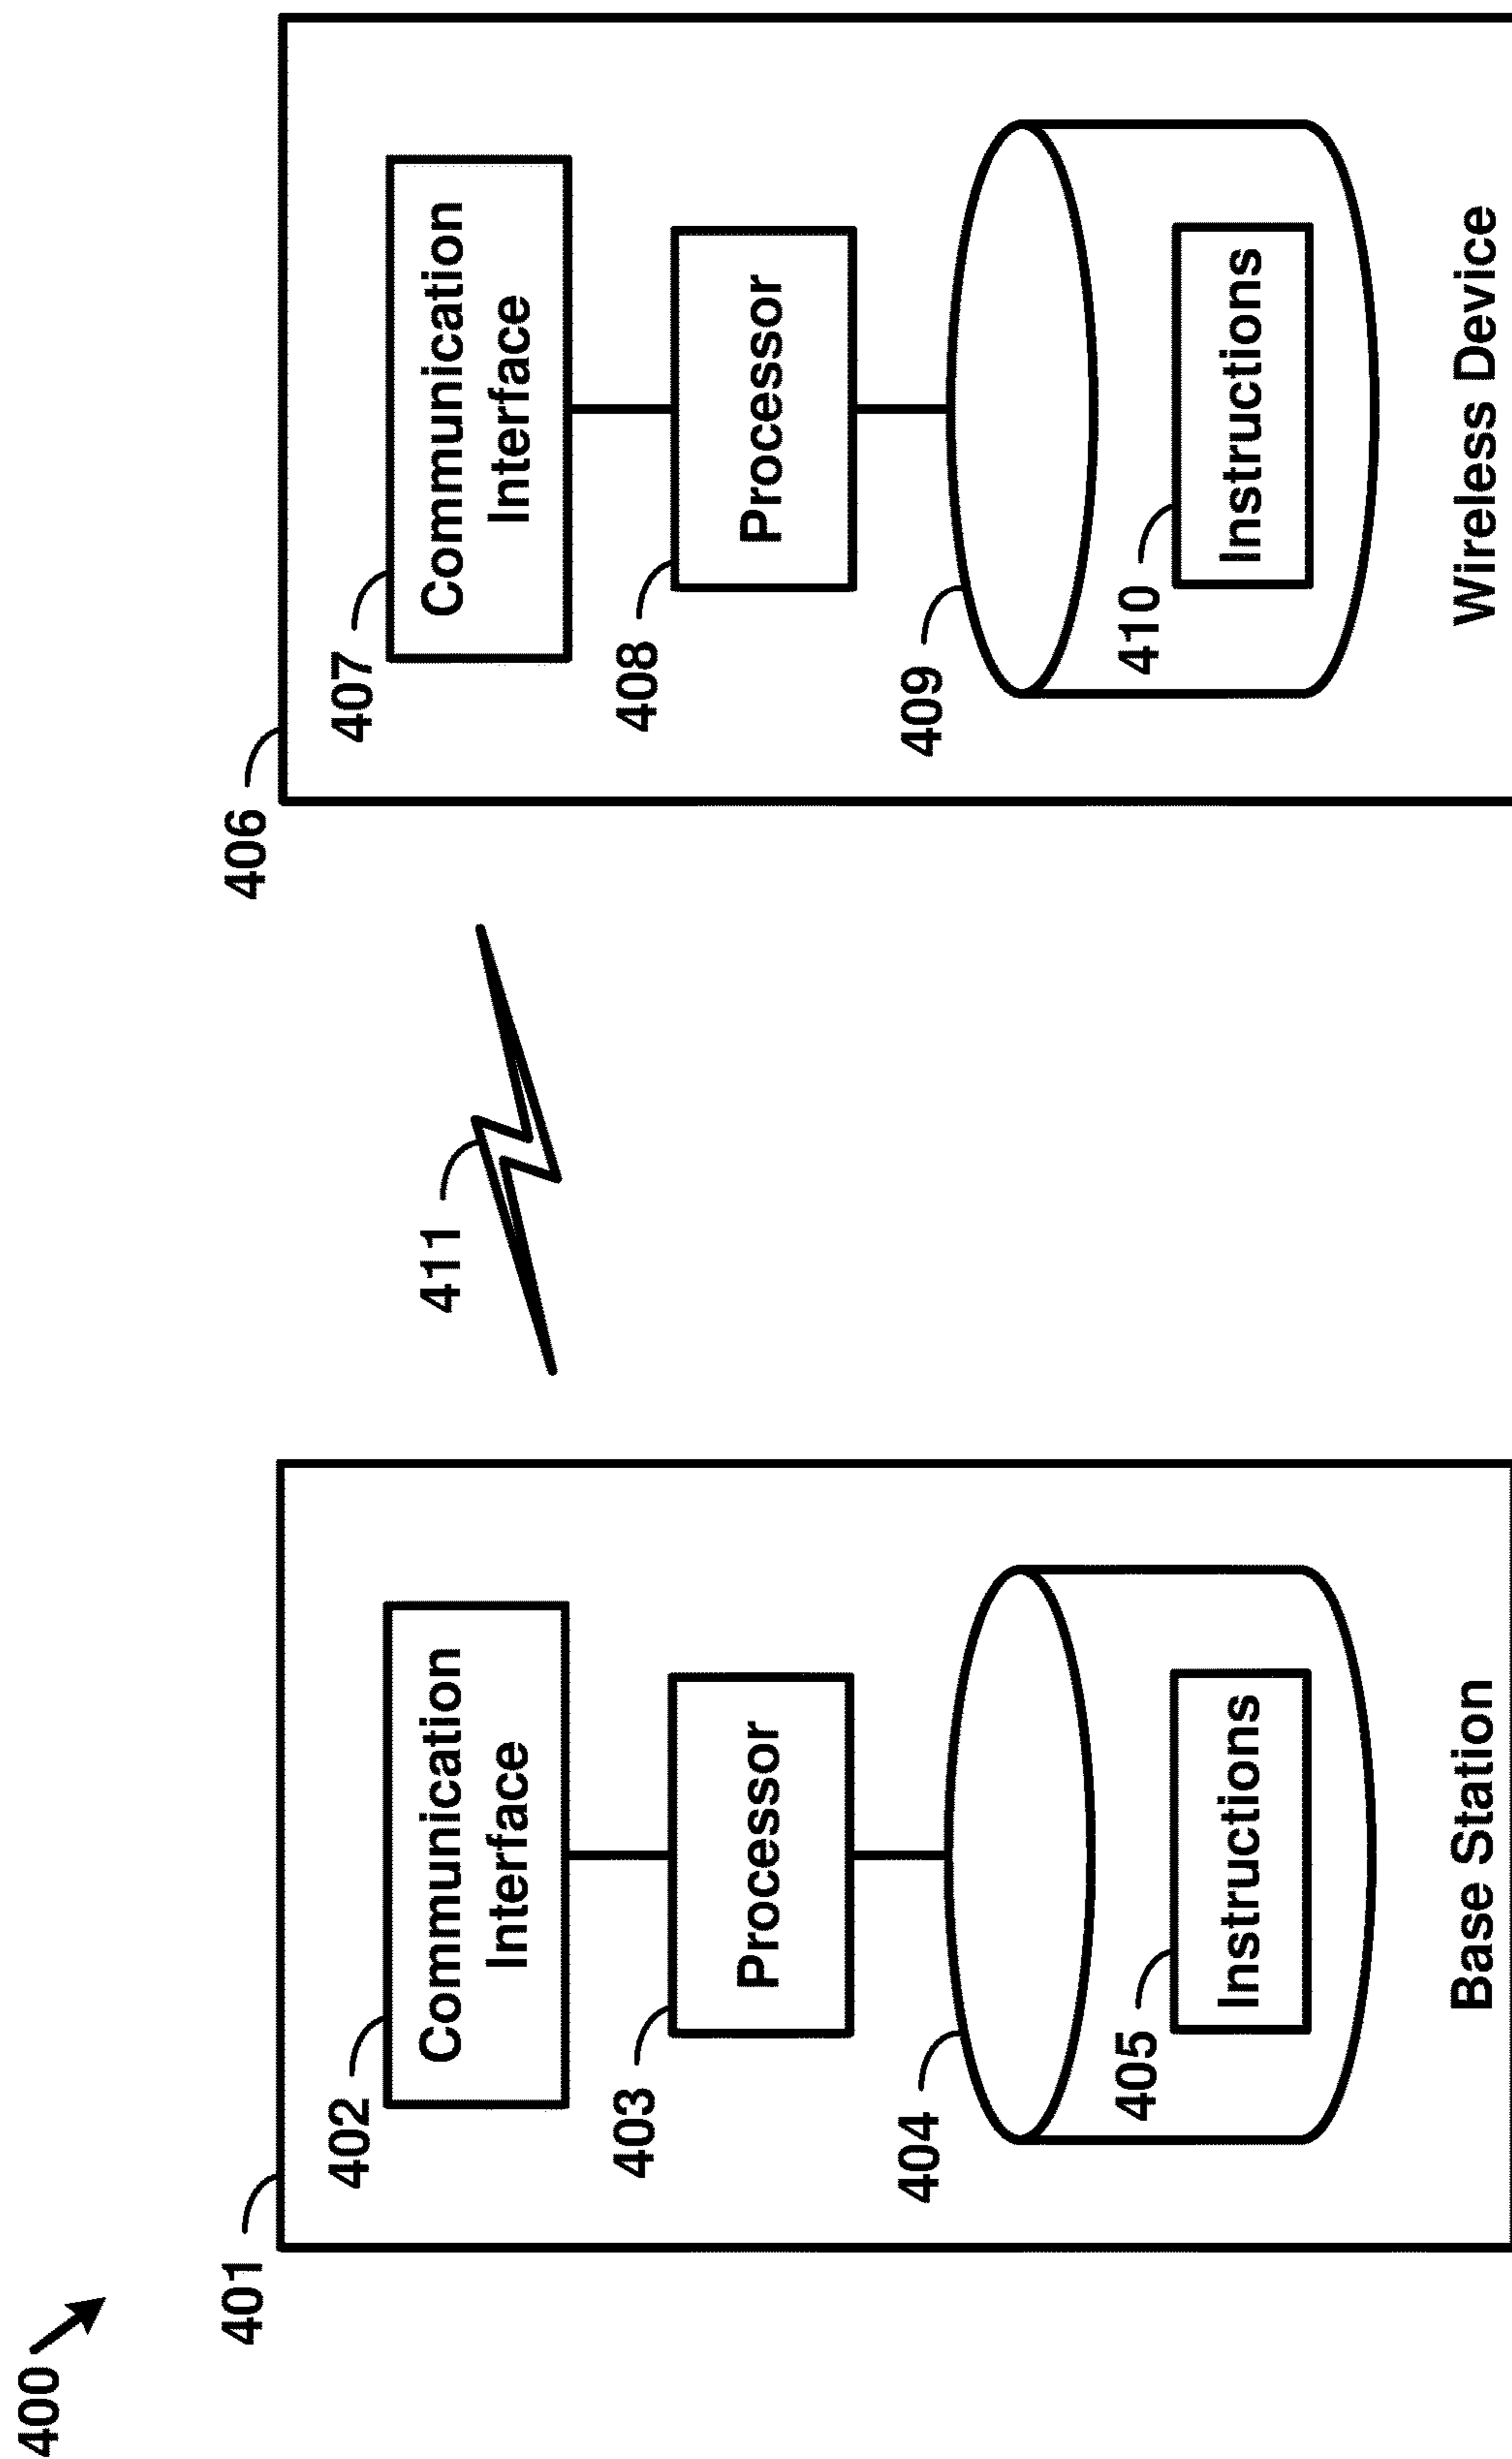 400
401
402
Communication
Interface
403
Processor
404
405
Instructions
Base Station
411
406
407
Communication
Interface
408
Processor
409
410
Instructions
Wireless Device